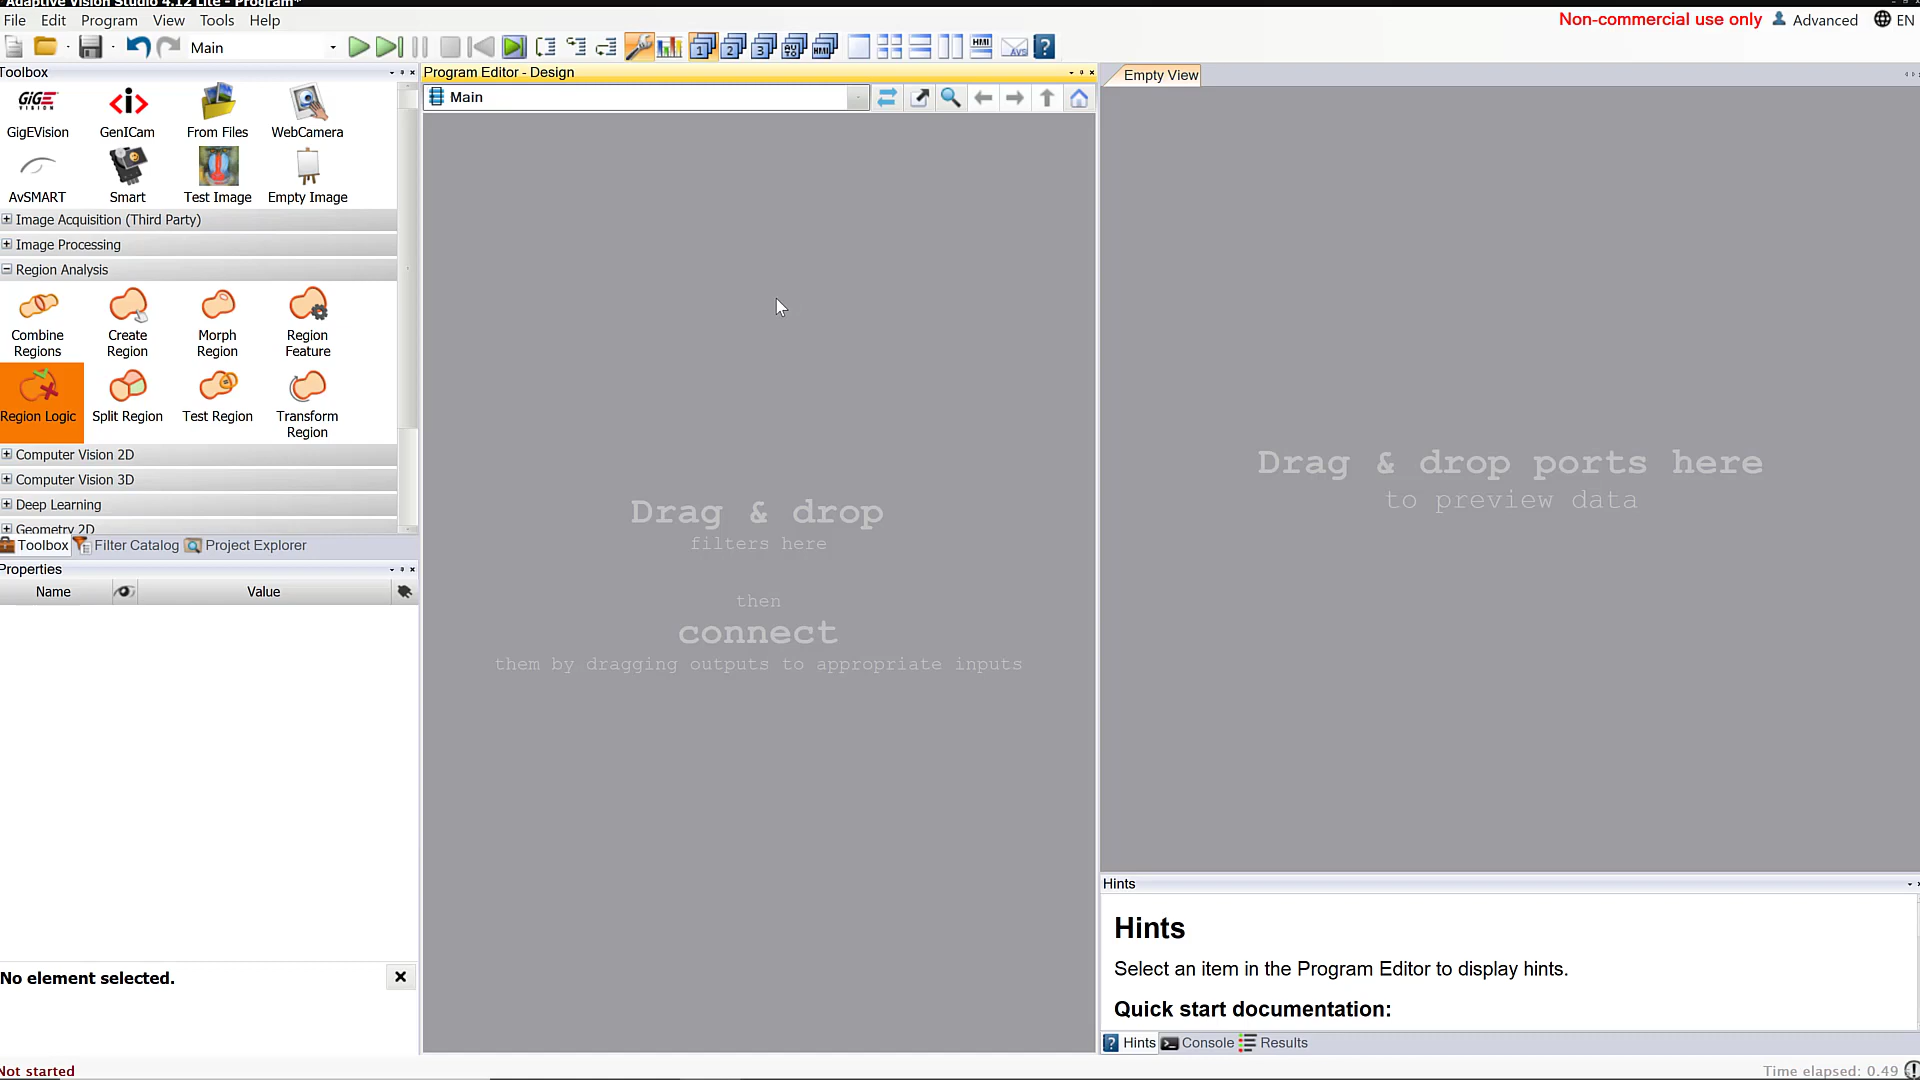 Adaptive Vision Studio 4.12 Lite - Program*
File Edit Program View Tools Help
Non-commercial use only Advanced EN
Main
Toolbox
Program Editor - Design
Empty View
Main
GigEVision GenICam From Files WebCamera
AvSMART Smart Test Image Empty Image
Image Acquisition (Third Party)
Image Processing
Region Analysis
Combine Regions
Create Region
Morph Region
Region Feature
Region Logic
Split Region
Test Region
Transform Region
Computer Vision 2D
Computer Vision 3D
Deep Learning
Geometry 2D
Toolbox Filter Catalog Project Explorer
Properties
Name Value
No element selected.
Drag & drop
filters here
then
connect
them by dragging outputs to appropriate inputs
Drag & drop ports here
to preview data
Hints
Hints
Select an item in the Program Editor to display hints.
Quick start documentation:
Hints Console Results
Not started
Time elapsed: 0.49